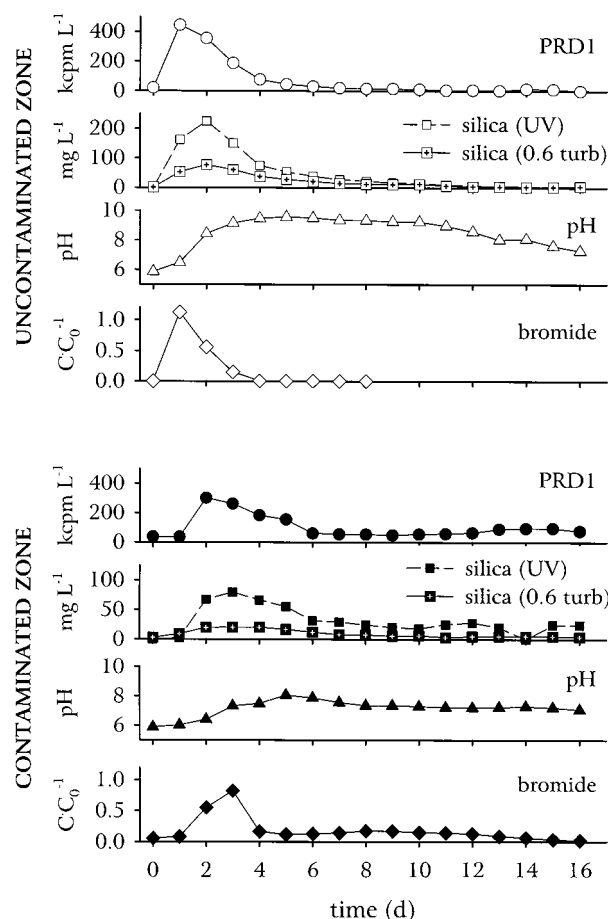 UNCONTAMINATED ZONE
kcpm L-1
400
200
0
PRD1
mg L-1
200
100
0
silica (UV)
silica (0.6 turb)
pH
10
8
6
pH
C·C0-1
1.0
0.5
0.0
bromide
CONTAMINATED ZONE
kcpm L-1
400
200
0
PRD1
mg L-1
100
50
0
silica (UV)
silica (0.6 turb)
pH
10
8
6
pH
C·C0-1
1.0
0.5
0.0
bromide
0 2 4 6 8 10 12 14 16
time (d)